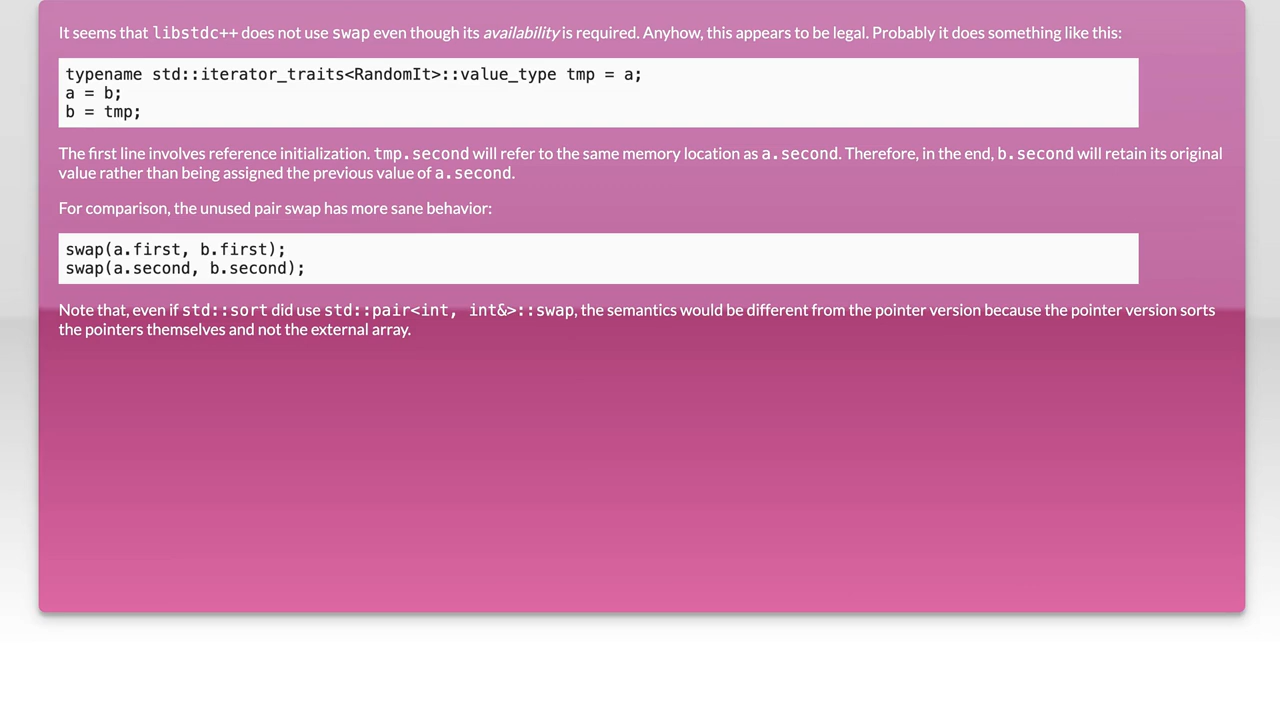 It seems that libstdc++ does not use swap even though its availability is required. Anyhow, this appears to be legal. Probably it does something like this:
typename std::iterator_traits<RandomIt>::value_type tmp = a;
a = b;
b = tmp;
The first line involves reference initialization. tmp.second will refer to the same memory location as a.second. Therefore, in the end, b.second will retain its original
value rather than being assigned the previous value of a.second.
For comparison, the unused pair swap has more sane behavior:
swap(a.first, b.first);
swap(a.second, b.second);
Note that, even if std::sort did use std::pair<int, int&>::swap, the semantics would be different from the pointer version because the pointer version sorts
the pointers themselves and not the external array.